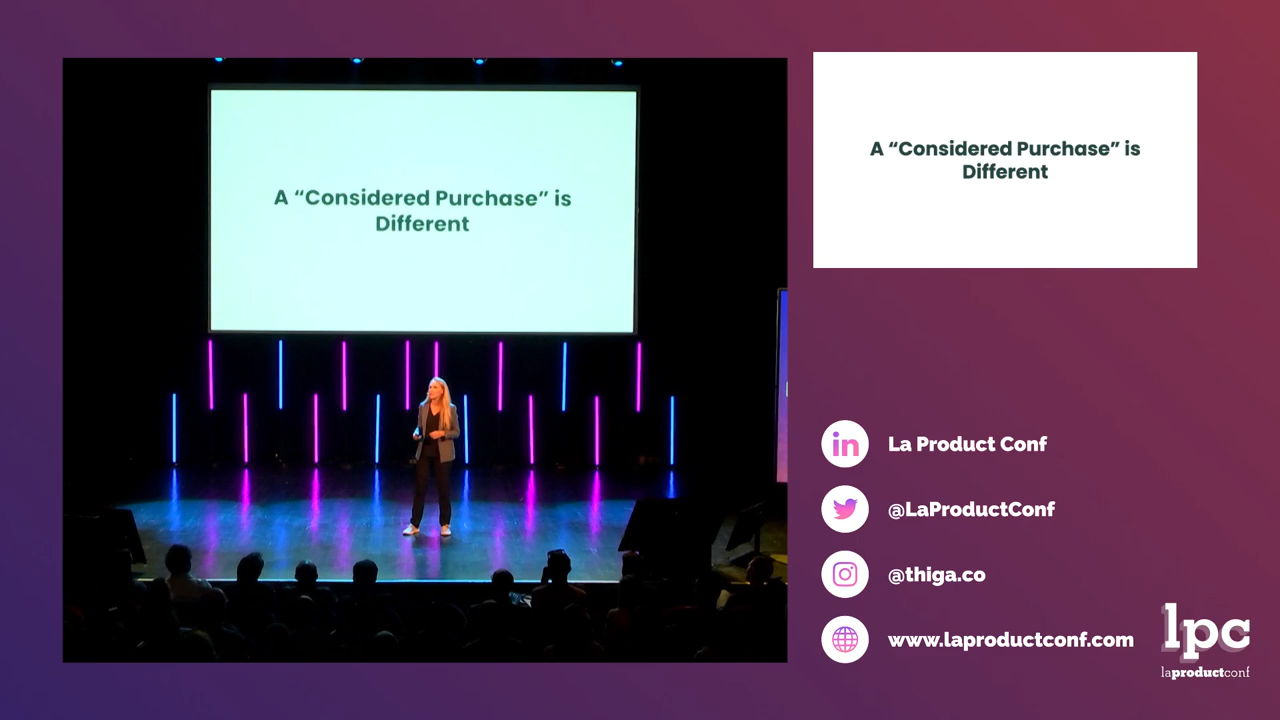 A “Considered Purchase” is
Different
A “Considered Purchase” is
Different
in
La Product Conf
@LaProductConf
@thiga.co
www.laproductconf.com
lpc
laproductconf